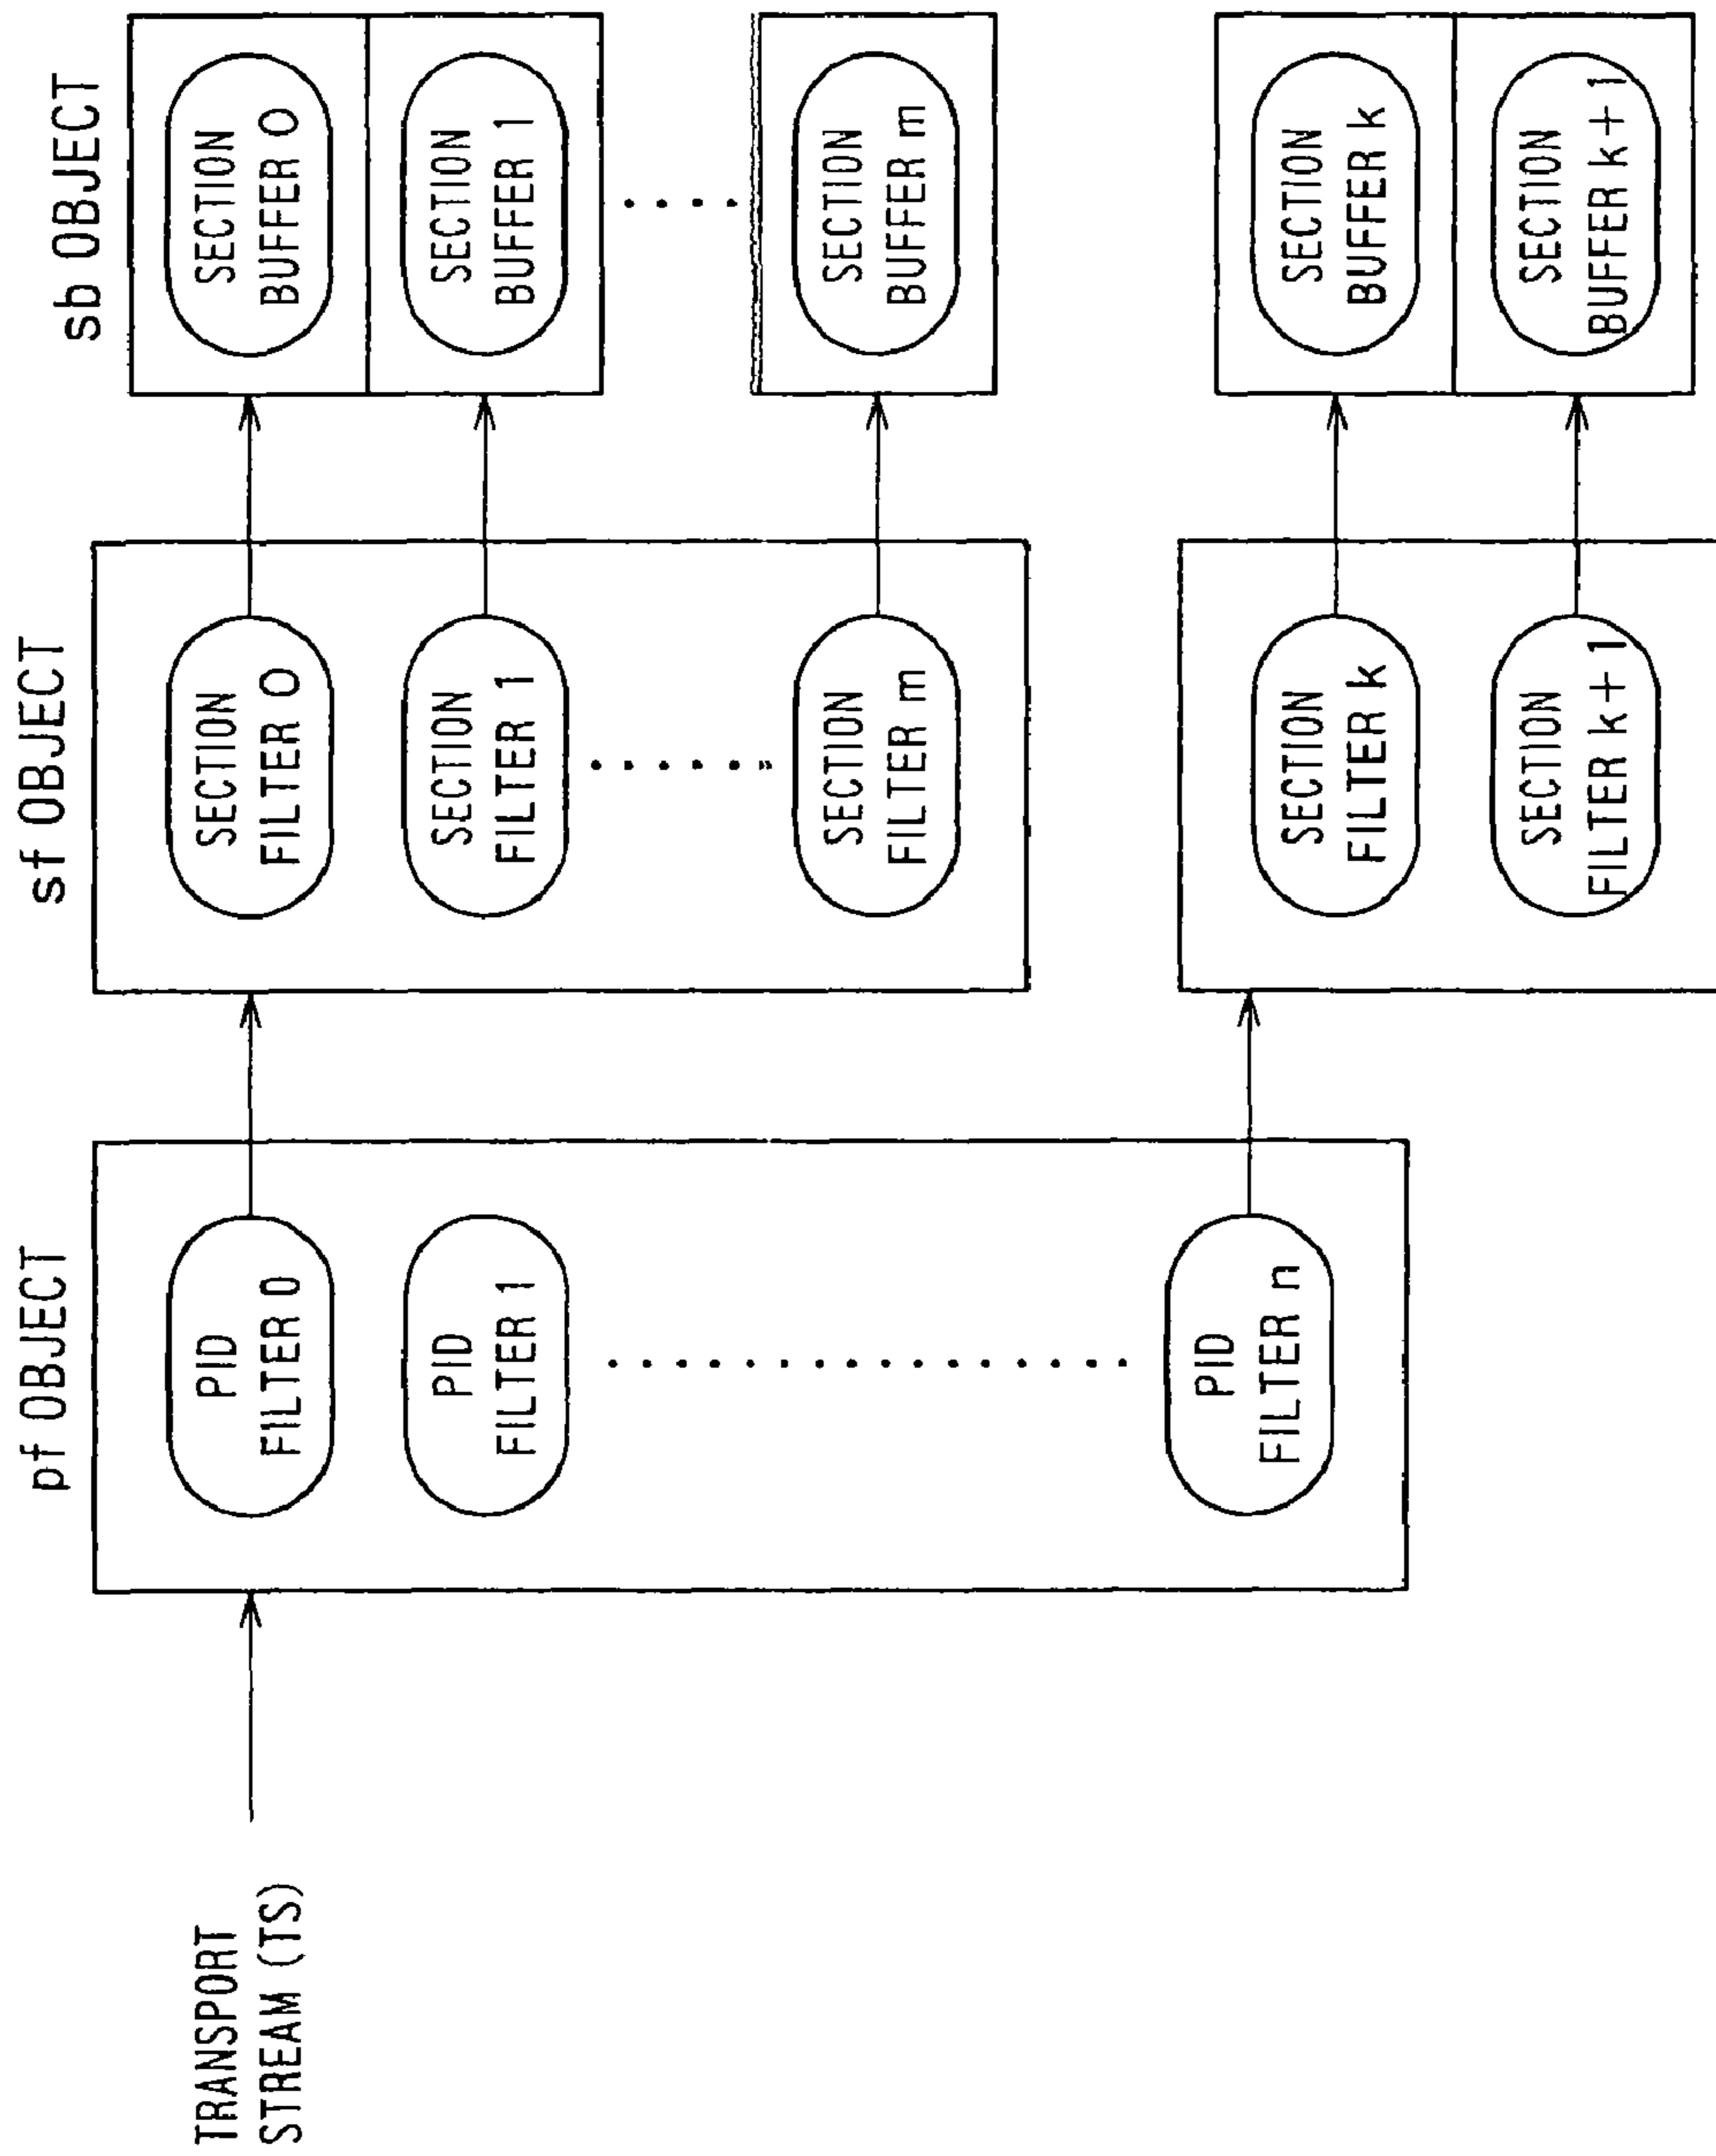 TRANSPORT
STREAM (TS)
pf OBJECT
PID
FILTER 0
PID
FILTER 1
PID
FILTER n
sf OBJECT
SECTION
FILTER 0
SECTION
FILTER 1
SECTION
FILTER m
SECTION
FILTER k
SECTION
FILTER k+1
sb OBJECT
SECTION
BUFFER 0
SECTION
BUFFER 1
SECTION
BUFFER m
SECTION
BUFFER k
SECTION
BUFFER k+1